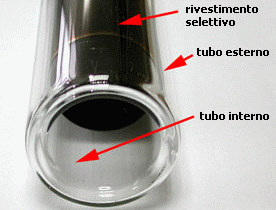 rivestimento
selettivo
tubo esterno
tubo interno